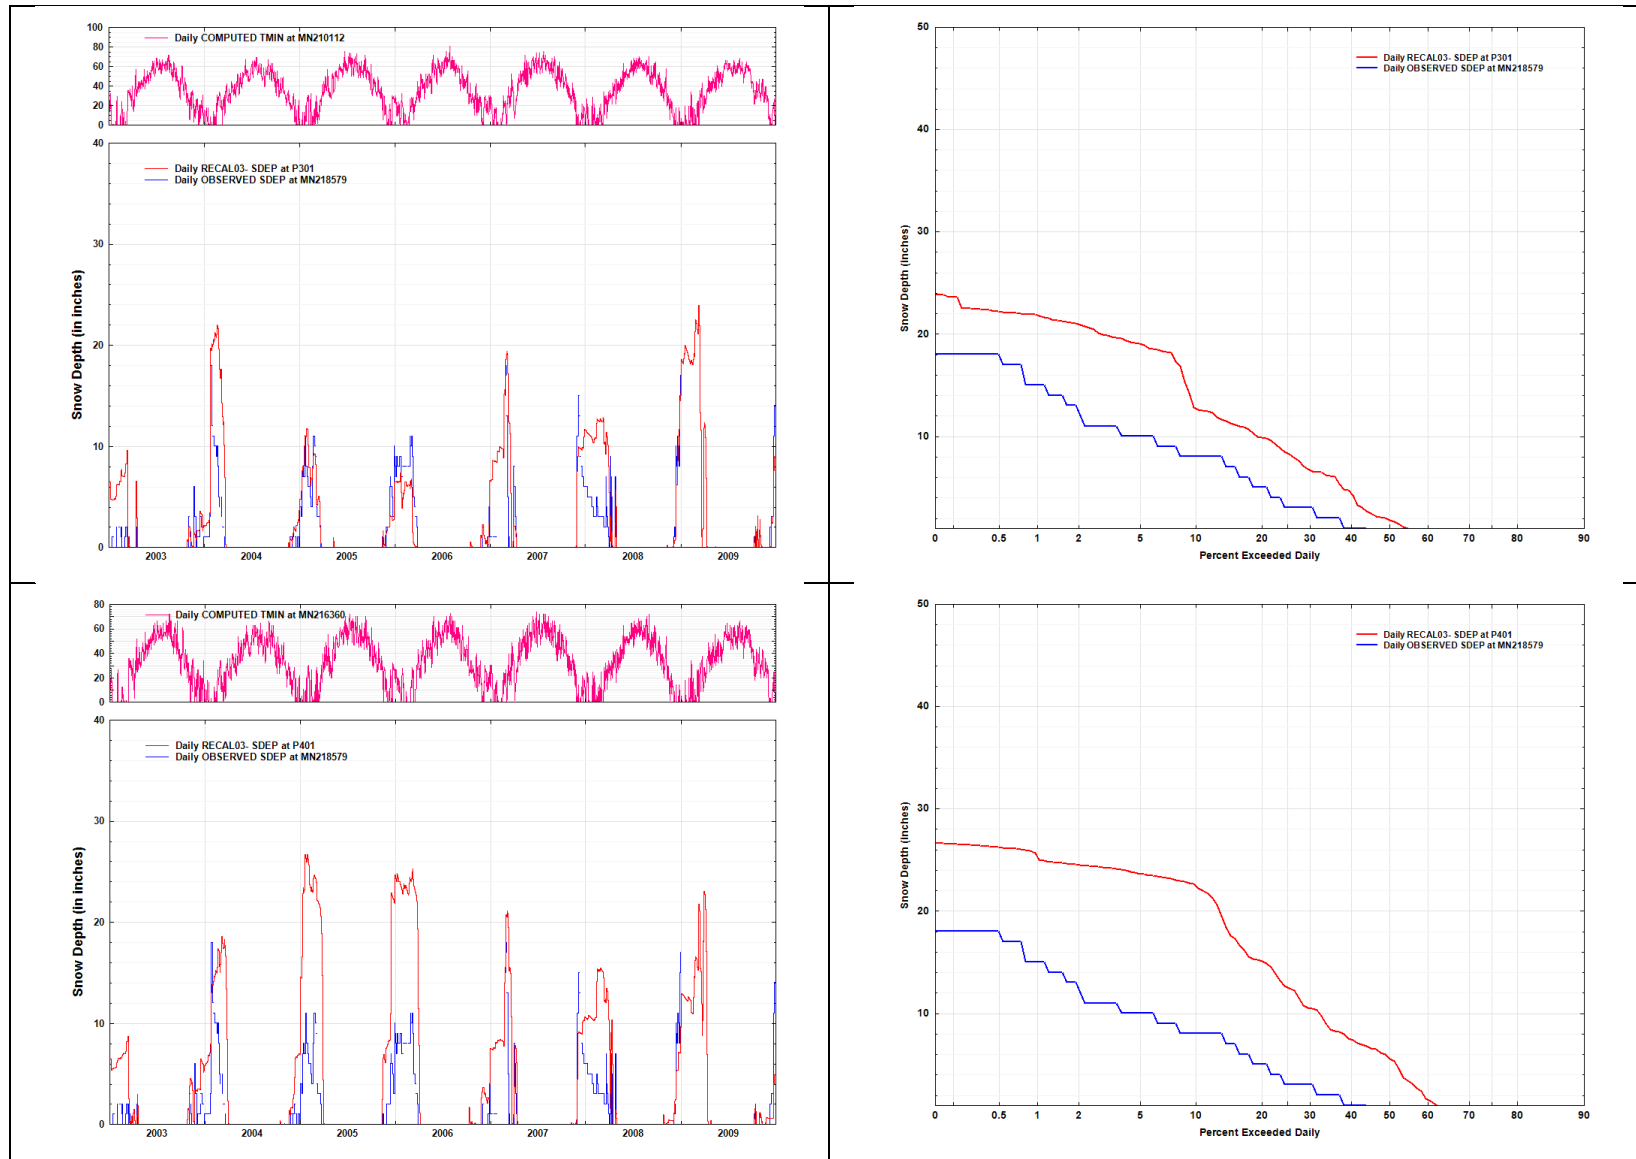 100
80
60
40
20
0
Daily COMPUTED TMIN at MN210112
40
30
20
10
0
Snow Depth (in inches)
Daily RECAL03- SDEP at P301
Daily OBSERVED SDEP at MN218579
2003 2004 2005 2006 2007 2008 2009
50
40
30
20
10
Snow Depth (Inches)
Daily RECAL03- SDEP at P301
Daily OBSERVED SDEP at MN218579
0 0.5 1 2 5 10 20 30 40 50 60 70 80 90
Percent Exceeded Daily
80
60
40
20
0
Daily COMPUTED TMIN at MN216360
40
30
20
10
0
Snow Depth (in inches)
Daily RECAL03- SDEP at P401
Daily OBSERVED SDEP at MN218579
2003 2004 2005 2006 2007 2008 2009
50
40
30
20
10
Snow Depth (Inches)
Daily RECAL03- SDEP at P401
Daily OBSERVED SDEP at MN218579
0 0.5 1 2 5 10 20 30 40 50 60 70 80 90
Percent Exceeded Daily